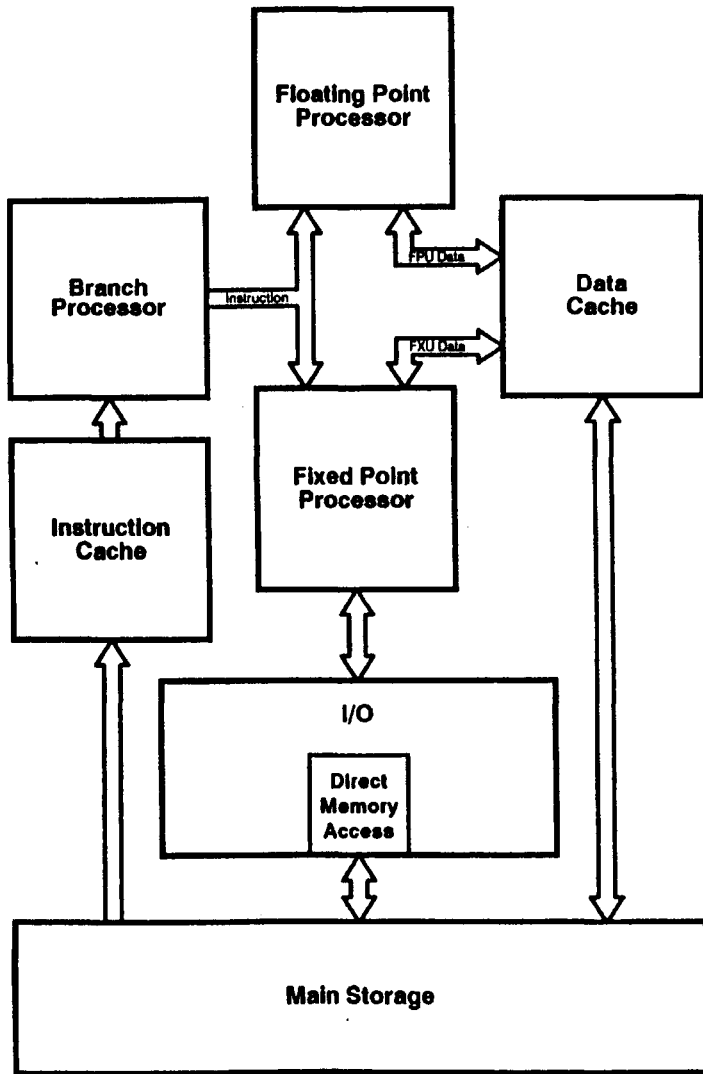 Floating Point
Processor
Branch
Processor
Instruction
FPU Data
Data
Cache
FXU Data
Fixed Point
Processor
Instruction
Cache
I/O
Direct
Memory
Access
Main Storage